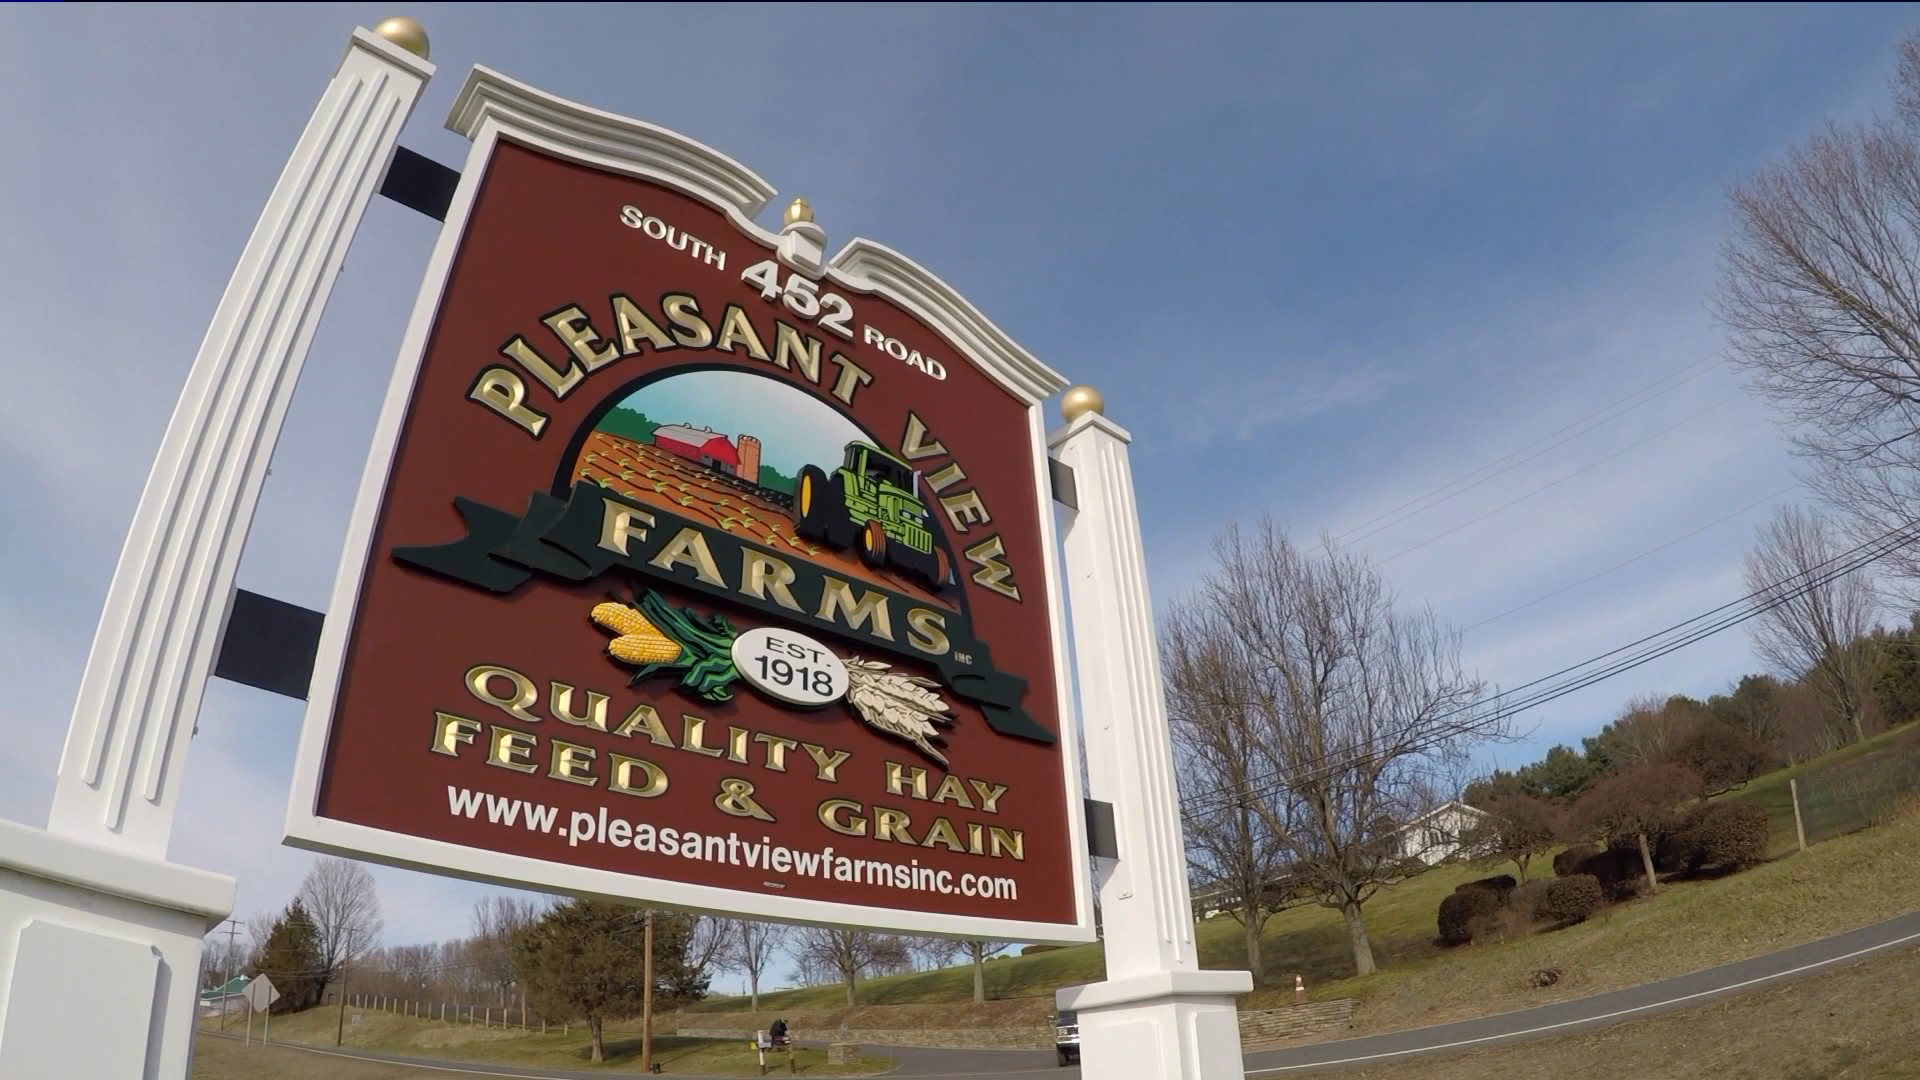 SOUTH 452 ROAD
PLEASANT VIEW
FARMS INC
EST.
1918
QUALITY HAY
FEED & GRAIN
www.pleasantviewfarmsinc.com